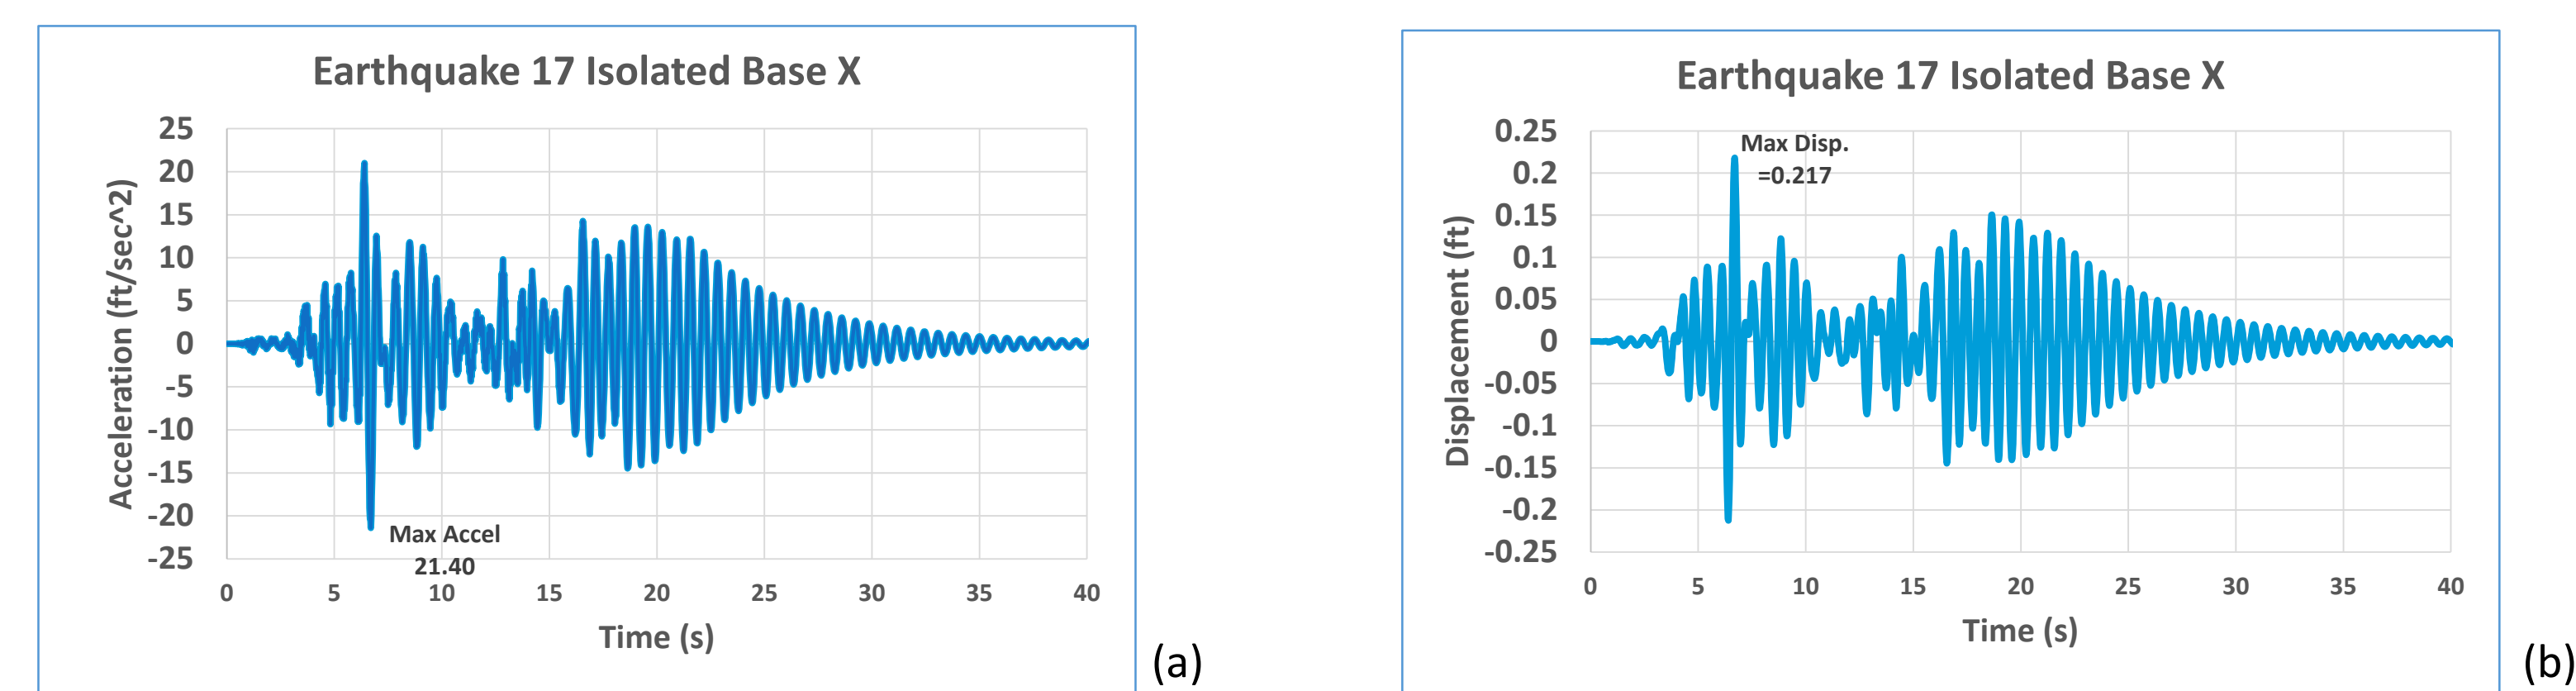 Earthquake 17 Isolated Base X
Acceleration (ft/sec^2)
25
20
15
10
5
0
-5
-10
-15
-20
-25
Max Accel
21.40
0 5 10 15 20 25 30 35 40
Time (s)
(a)
Earthquake 17 Isolated Base X
Displacement (ft)
0.25
0.2
0.15
0.1
0.05
0
-0.05
-0.1
-0.15
-0.2
-0.25
Max Disp.
=0.217
0 5 10 15 20 25 30 35 40
Time (s)
(b)